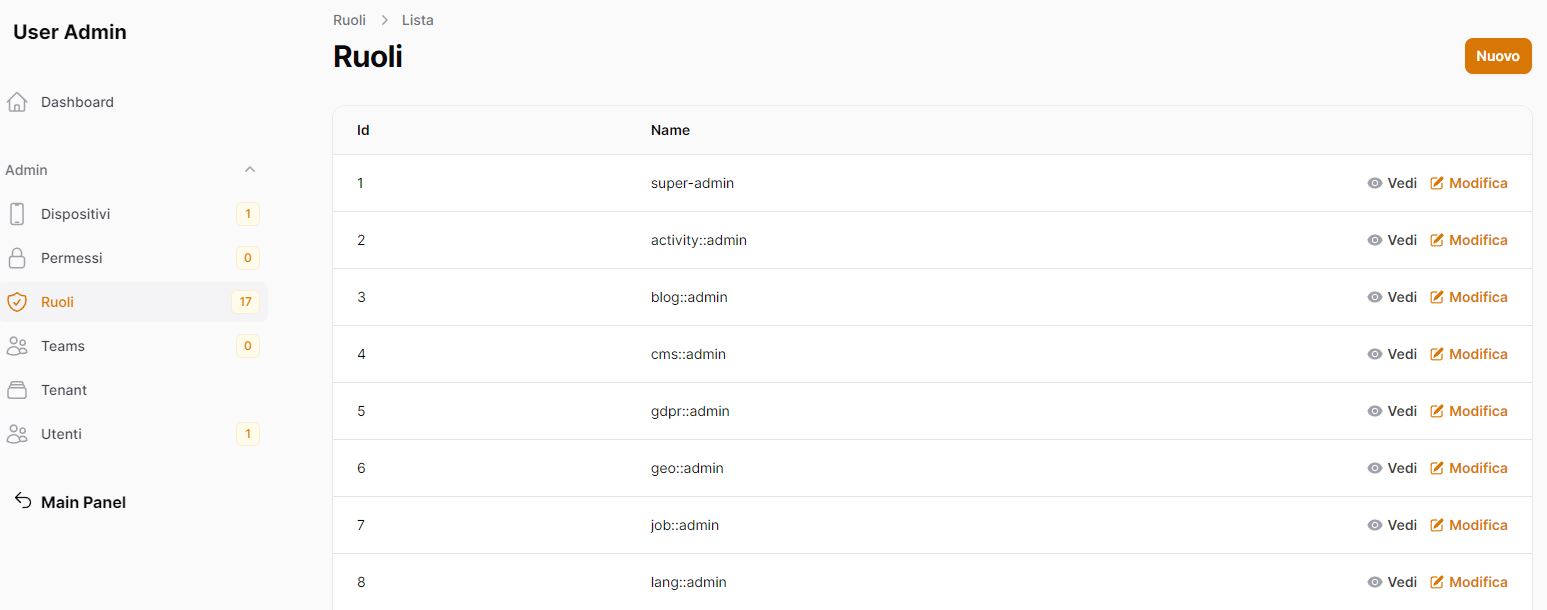 User Admin
Dashboard
Admin
Dispositivi 1
Permessi 0
Ruoli 17
Teams 0
Tenant
Utenti 1
Main Panel
Ruoli > Lista
Ruoli
Nuovo
Id Name
1 super-admin Vedi Modifica
2 activity::admin Vedi Modifica
3 blog::admin Vedi Modifica
4 cms::admin Vedi Modifica
5 gdpr::admin Vedi Modifica
6 geo::admin Vedi Modifica
7 job::admin Vedi Modifica
8 lang::admin Vedi Modifica